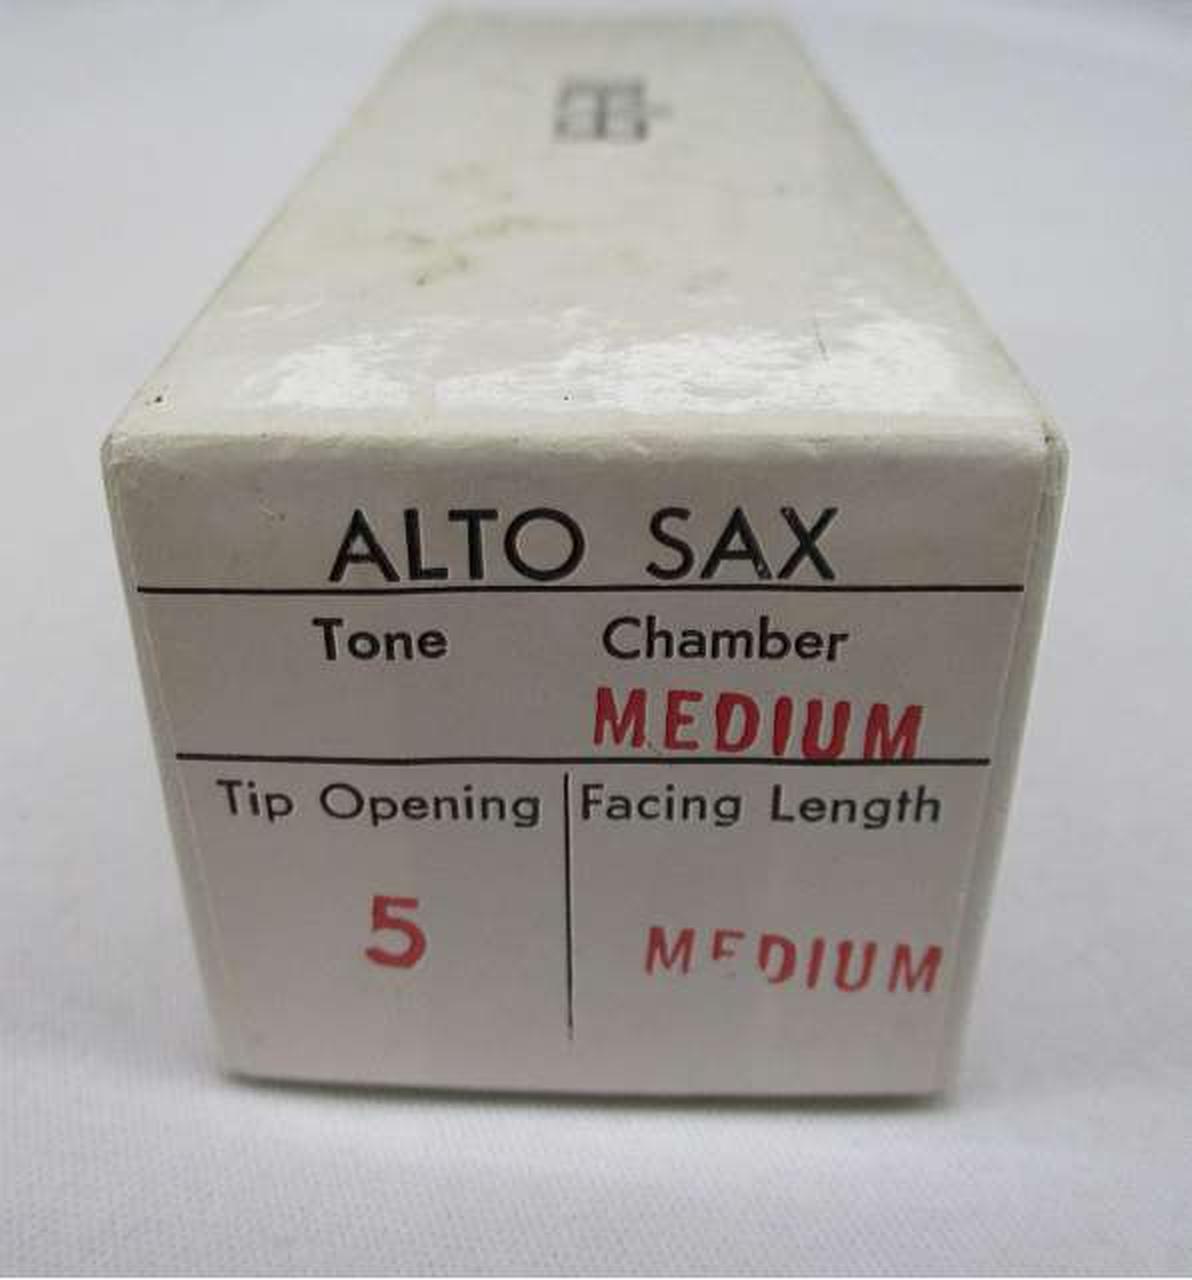 ALTO SAX
Tone Chamber
MEDIUM
Tip Opening Facing Length
5 MEDIUM